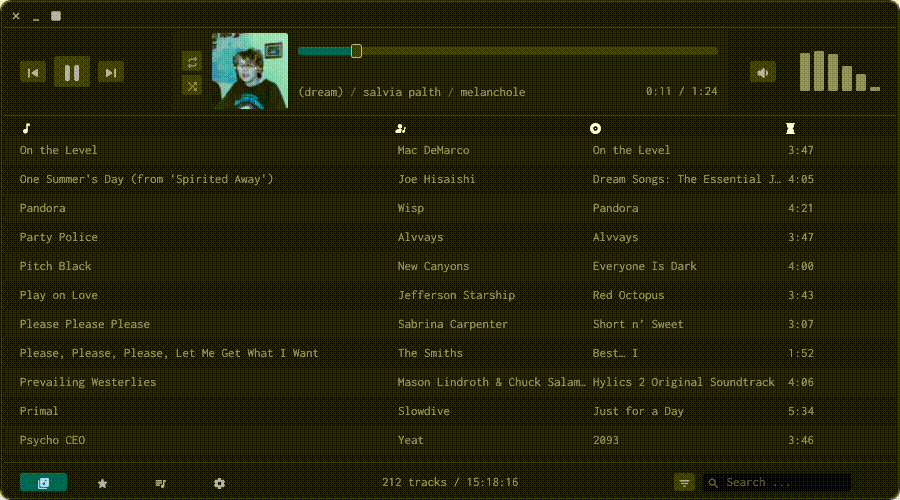 (dream) / salvia palth / melanchole 0:11 / 1:24
On the Level Mac DeMarco On the Level 3:47
One Summer's Day (from 'Spirited Away') Joe Hisaishi Dream Songs: The Essential J… 4:05
Pandora Wisp Pandora 4:21
Party Police Alvvays Alvvays 3:47
Pitch Black New Canyons Everyone Is Dark 4:00
Play on Love Jefferson Starship Red Octopus 3:43
Please Please Please Sabrina Carpenter Short n' Sweet 3:07
Please, Please, Please, Let Me Get What I Want The Smiths Best… I 1:52
Prevailing Westerlies Mason Lindroth & Chuck Salam… Hylics 2 Original Soundtrack 4:06
Primal Slowdive Just for a Day 5:34
Psycho CEO Yeat 2093 3:46
212 tracks / 15:18:16 Search ...